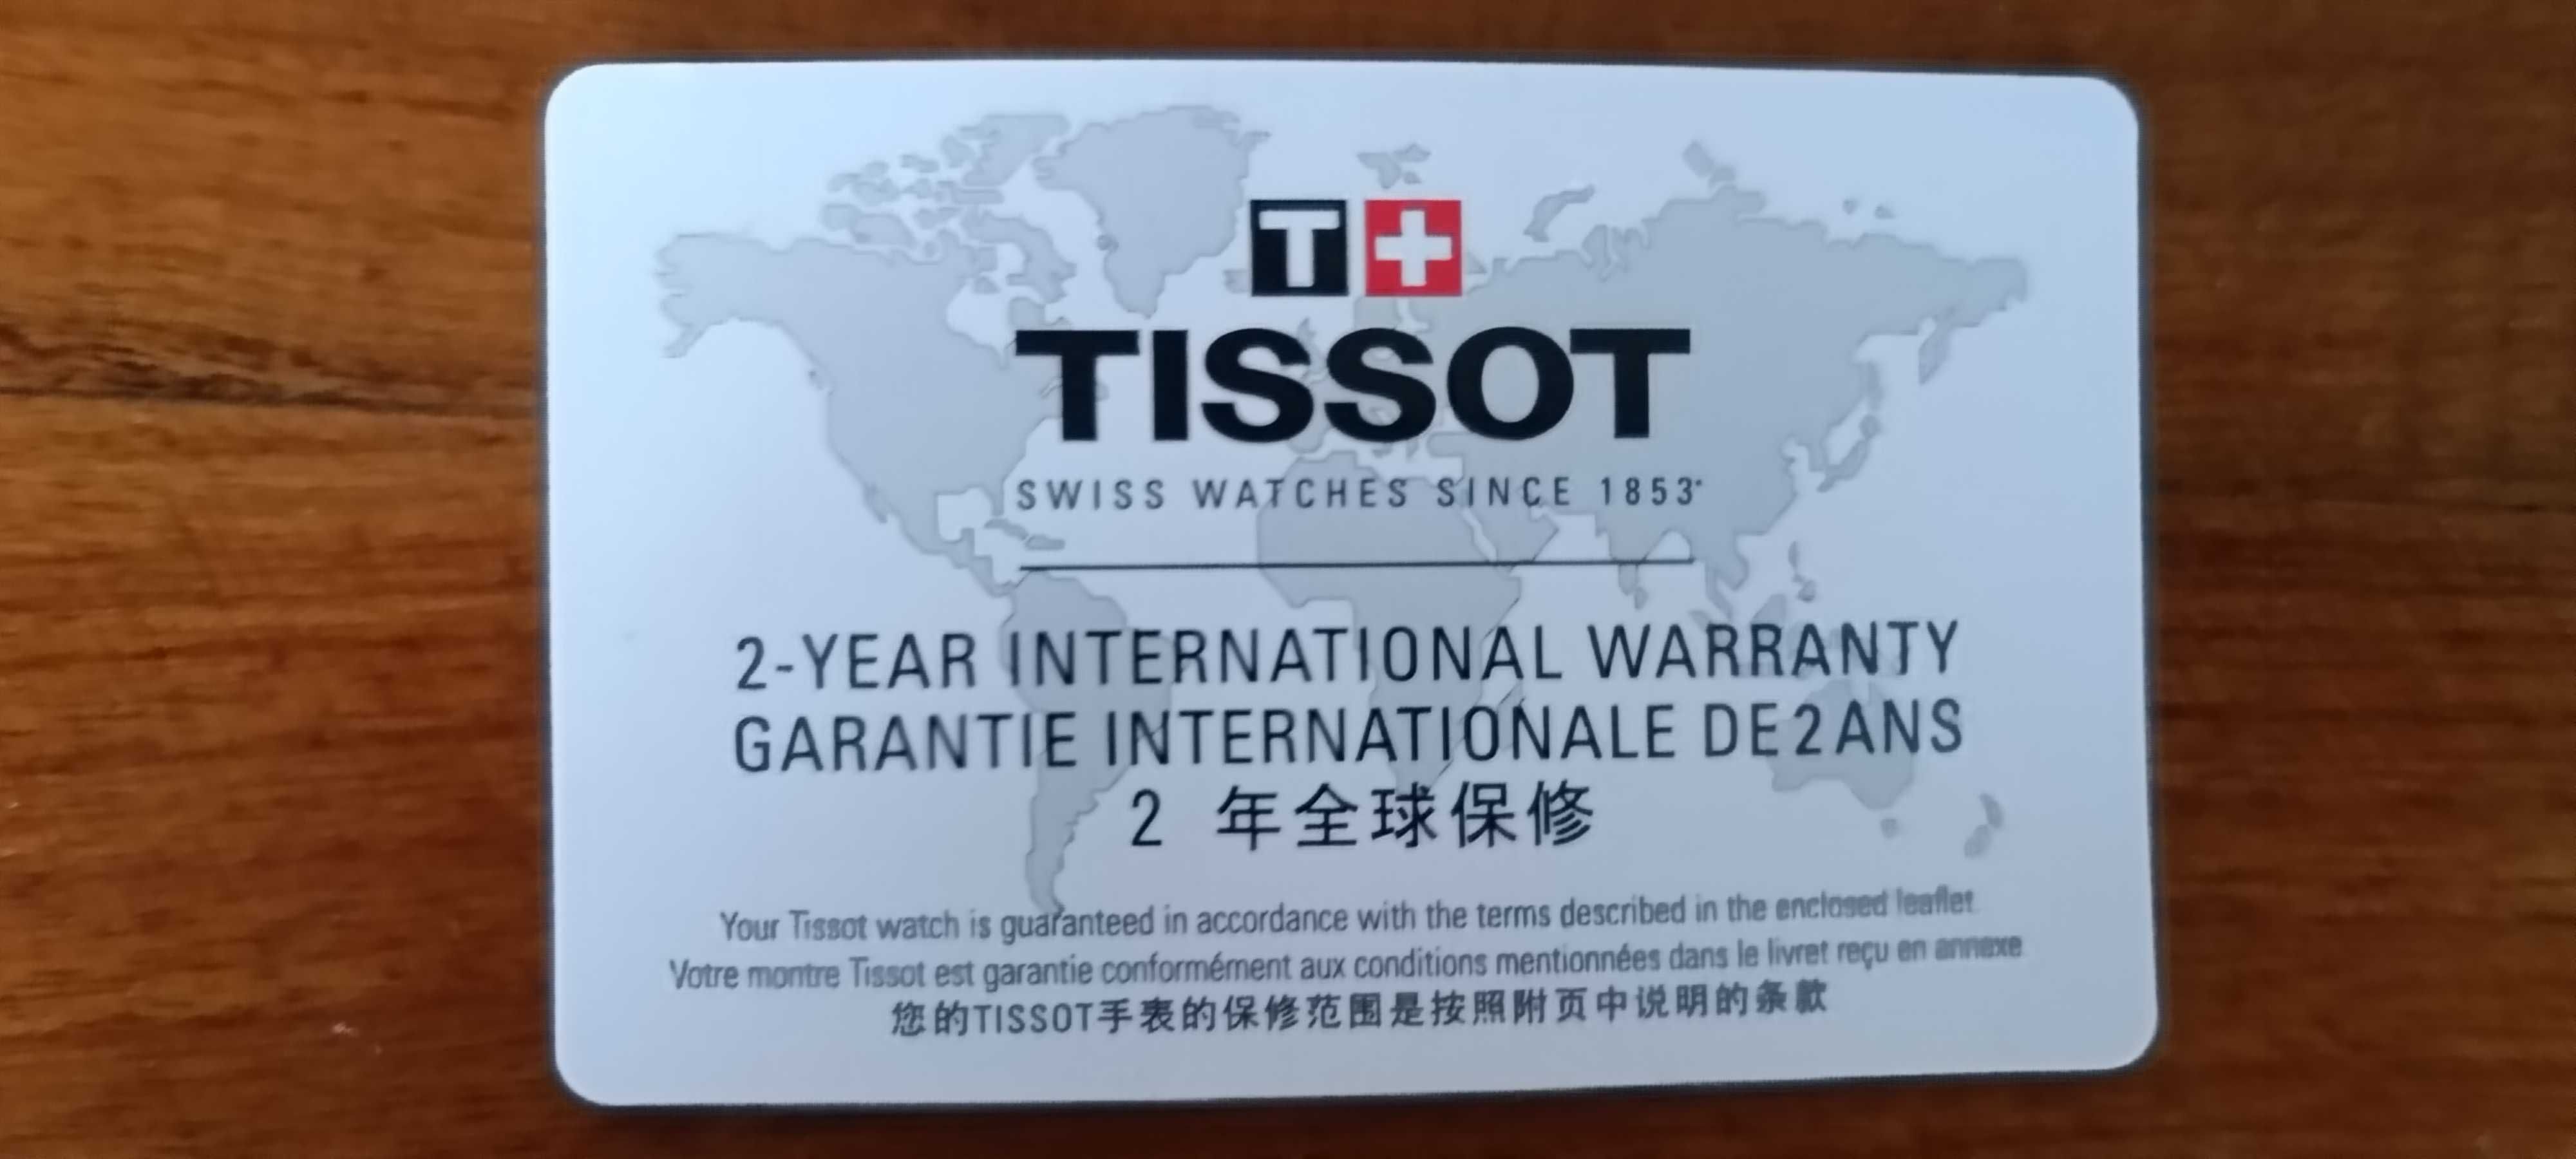 T
TISSOT
SWISS WATCHES SINCE 1853
2-YEAR INTERNATIONAL WARRANTY
GARANTIE INTERNATIONALE DE 2 ANS
2 年全球保修
Your Tissot watch is guaranteed in accordance with the terms described in the enclosed leaflet.
Votre montre Tissot est garantie conformément aux conditions mentionnées dans le livret reçu en annexe
您的TISSOT手表的保修范围是按照附页中说明的条款